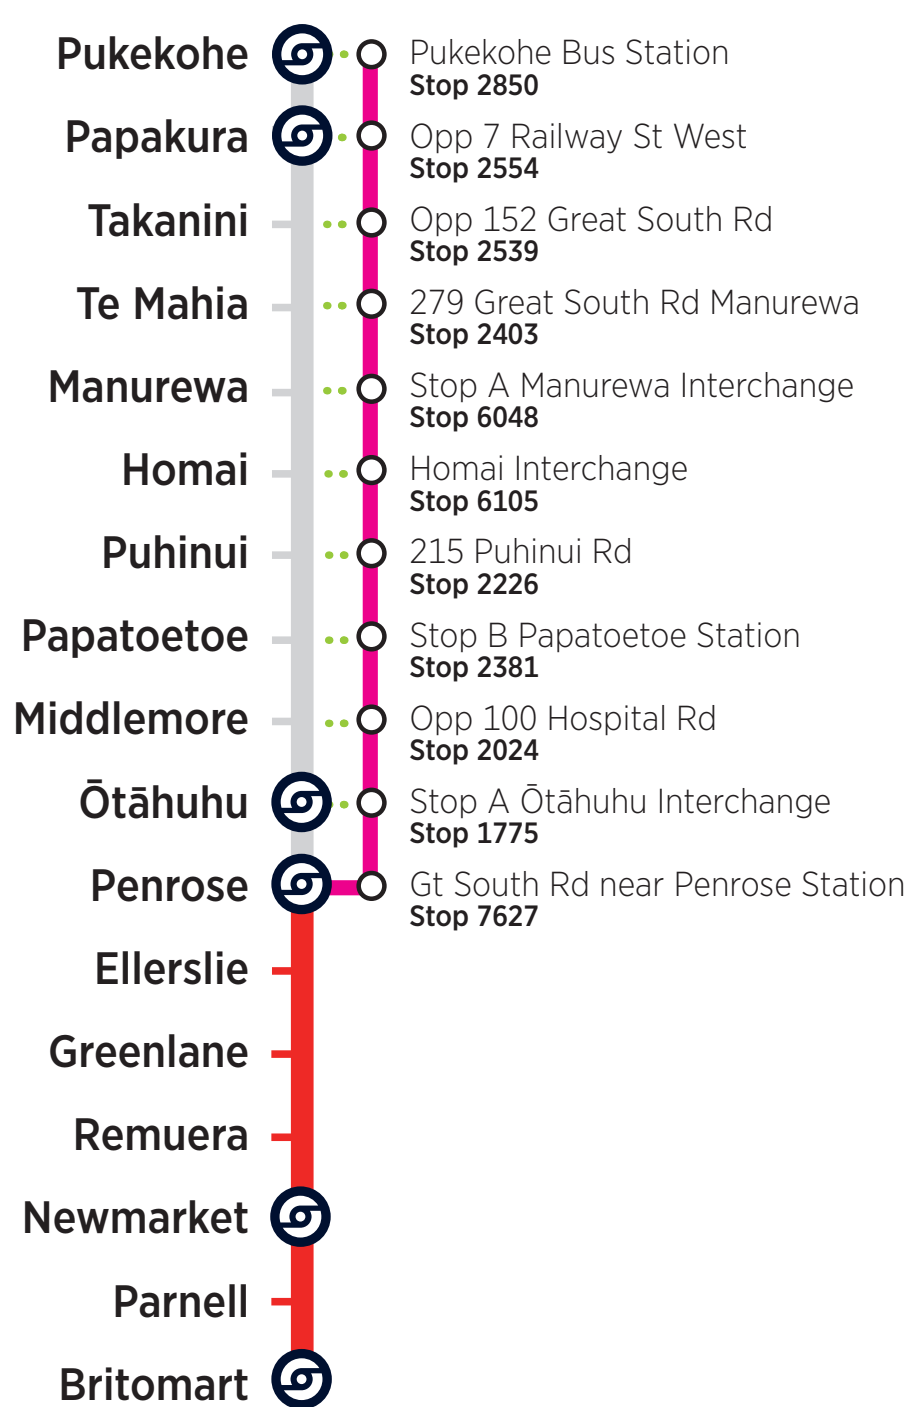 Pukekohe
Pukekohe Bus Station
Stop 2850
Papakura
Opp 7 Railway St West
Stop 2554
Takanini
Opp 152 Great South Rd
Stop 2539
Te Mahia
279 Great South Rd Manurewa
Stop 2403
Manurewa
Stop A Manurewa Interchange
Stop 6048
Homai
Homai Interchange
Stop 6105
Puhinui
215 Puhinui Rd
Stop 2226
Papatoetoe
Stop B Papatoetoe Station
Stop 2381
Middlemore
Opp 100 Hospital Rd
Stop 2024
Ōtāhuhu
Stop A Ōtāhuhu Interchange
Stop 1775
Penrose
Gt South Rd near Penrose Station
Stop 7627
Ellerslie
Greenlane
Remuera
Newmarket
Parnell
Britomart